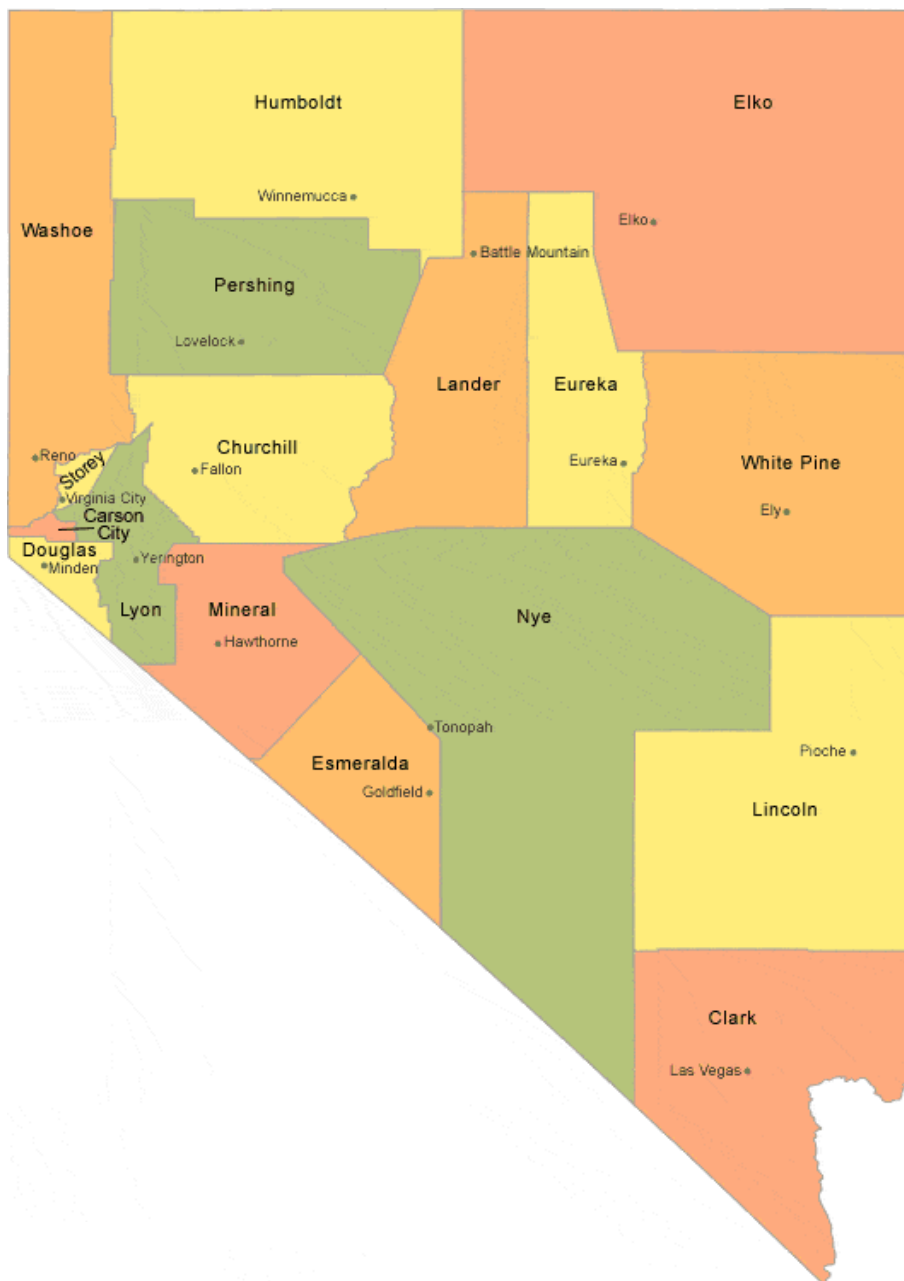 Humboldt
Elko
Winnemucca
Elko
Washoe
Battle Mountain
Pershing
Lovelock
Lander
Eureka
Churchill
Reno
Storey
Fallon
Eureka
White Pine
Virginia City
Ely
Carson
City
Douglas
Minden
Yerington
Lyon
Mineral
Nye
Hawthorne
Tonopah
Pioche
Esmeralda
Goldfield
Lincoln
Clark
Las Vegas